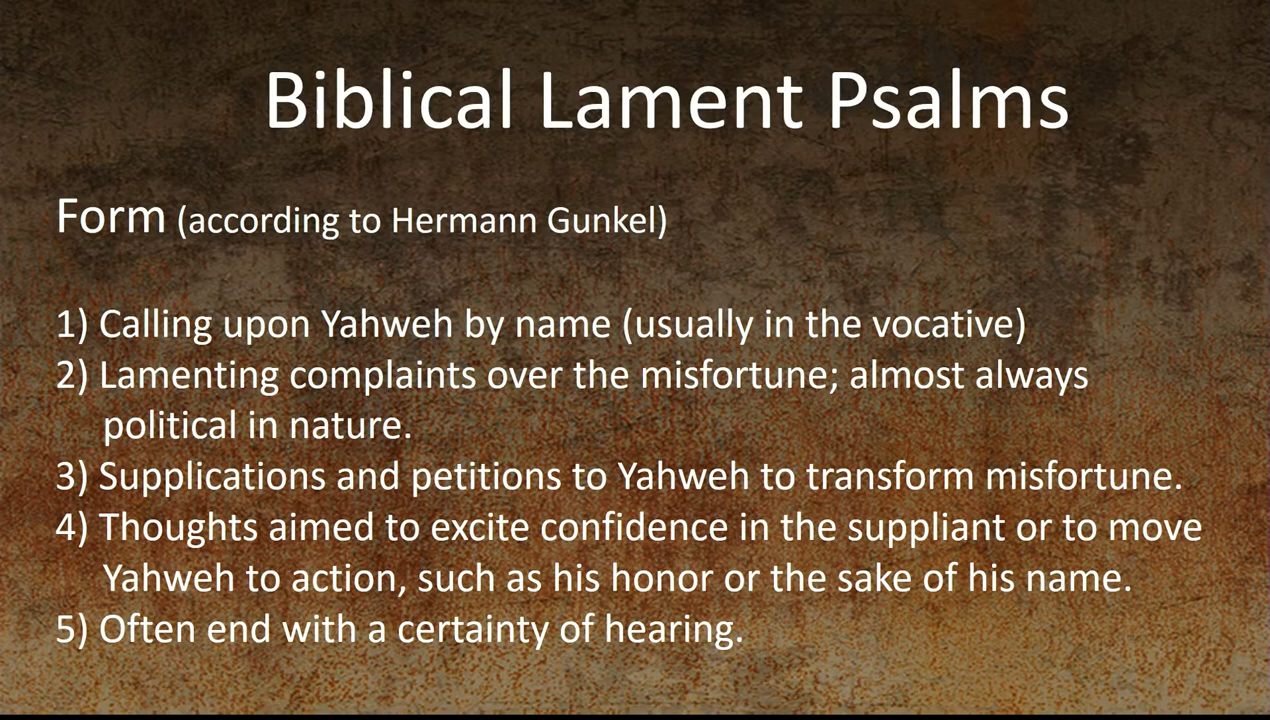 Biblical Lament Psalms
Form (according to Hermann Gunkel)
1) Calling upon Yahweh by name (usually in the vocative)
2) Lamenting complaints over the misfortune; almost always
political in nature.
3) Supplications and petitions to Yahweh to transform misfortune.
4) Thoughts aimed to excite confidence in the suppliant or to move
Yahweh to action, such as his honor or the sake of his name.
5) Often end with a certainty of hearing.